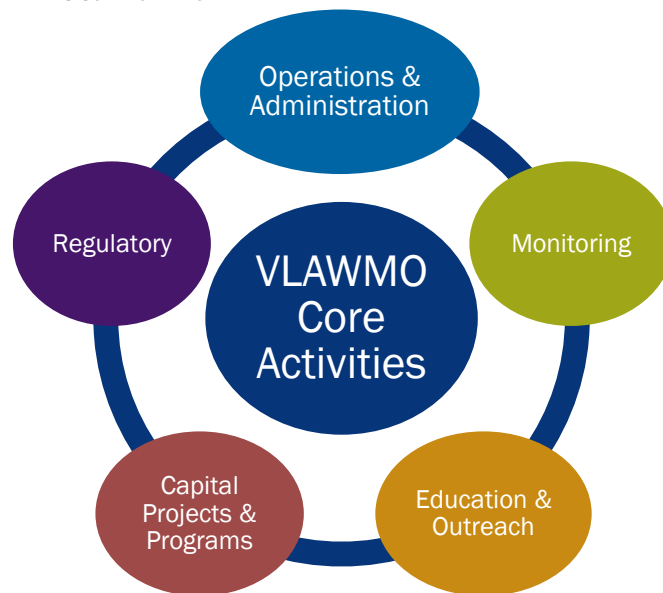 Operations &
Administration
Regulatory
Monitoring
VLAWMO
Core
Activities
Capital
Projects &
Programs
Education &
Outreach